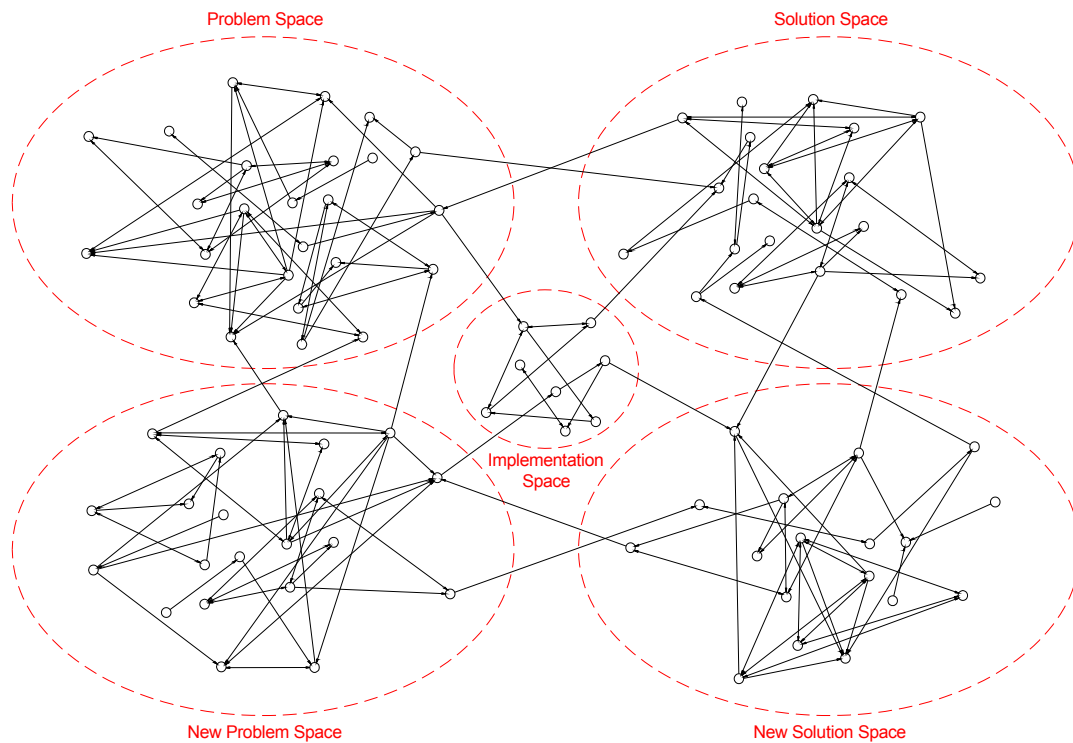 Problem Space
Solution Space
Implementation
Space
New Problem Space
New Solution Space